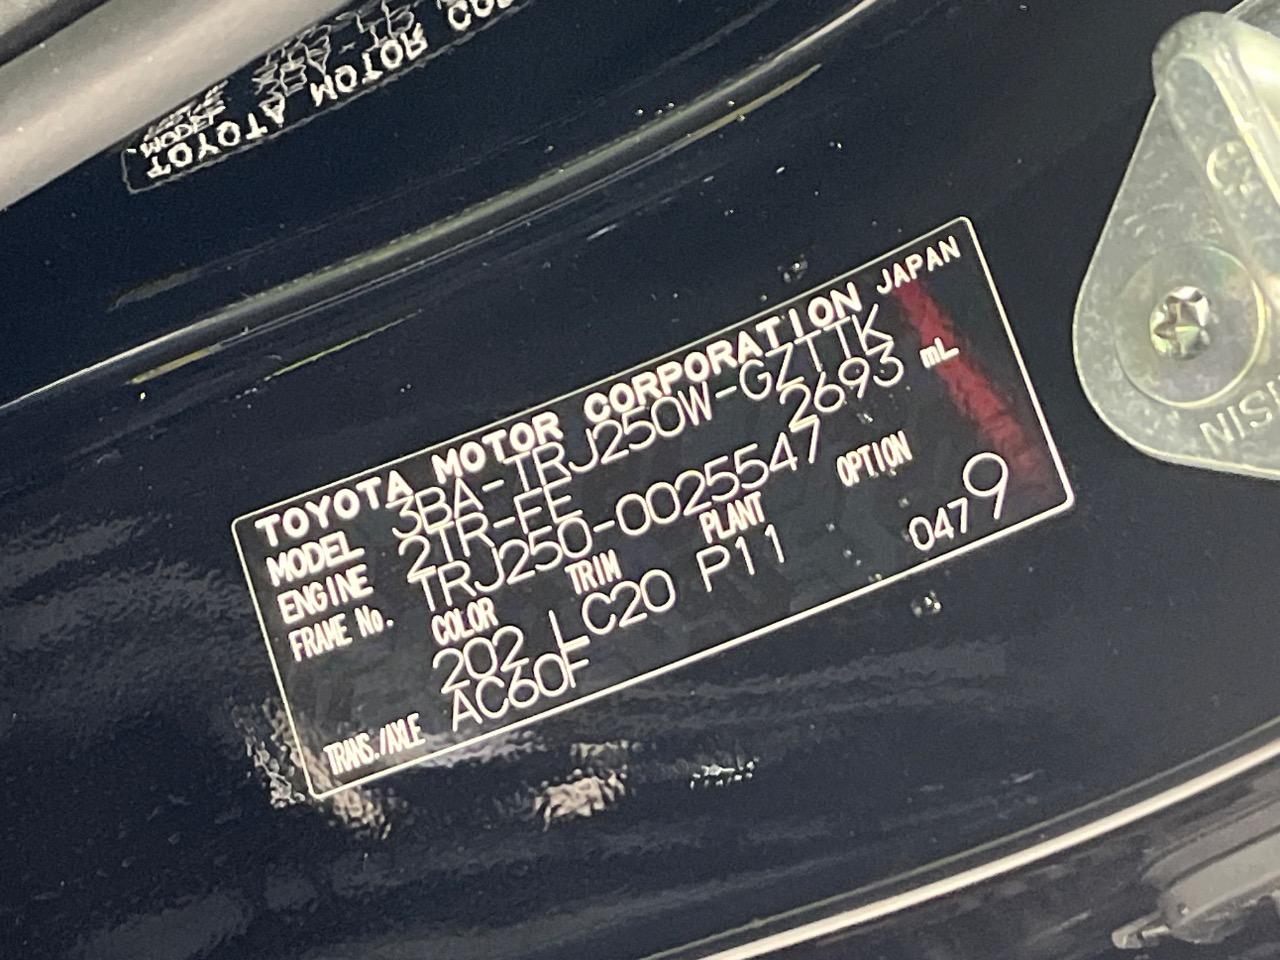 TOYOTA MOTOR CORPORATION JAPAN
MODEL 3BA-TRJ250W-GZTTK
ENGINE 2TR-FE 2693 mL
FRAME No. TRJ250-0025547
COLOR TRIM PLANT OPTION
202 LC20 P11 0479
TRANS./AXLE AC60F
TOYOTA MOTOR
MODEL